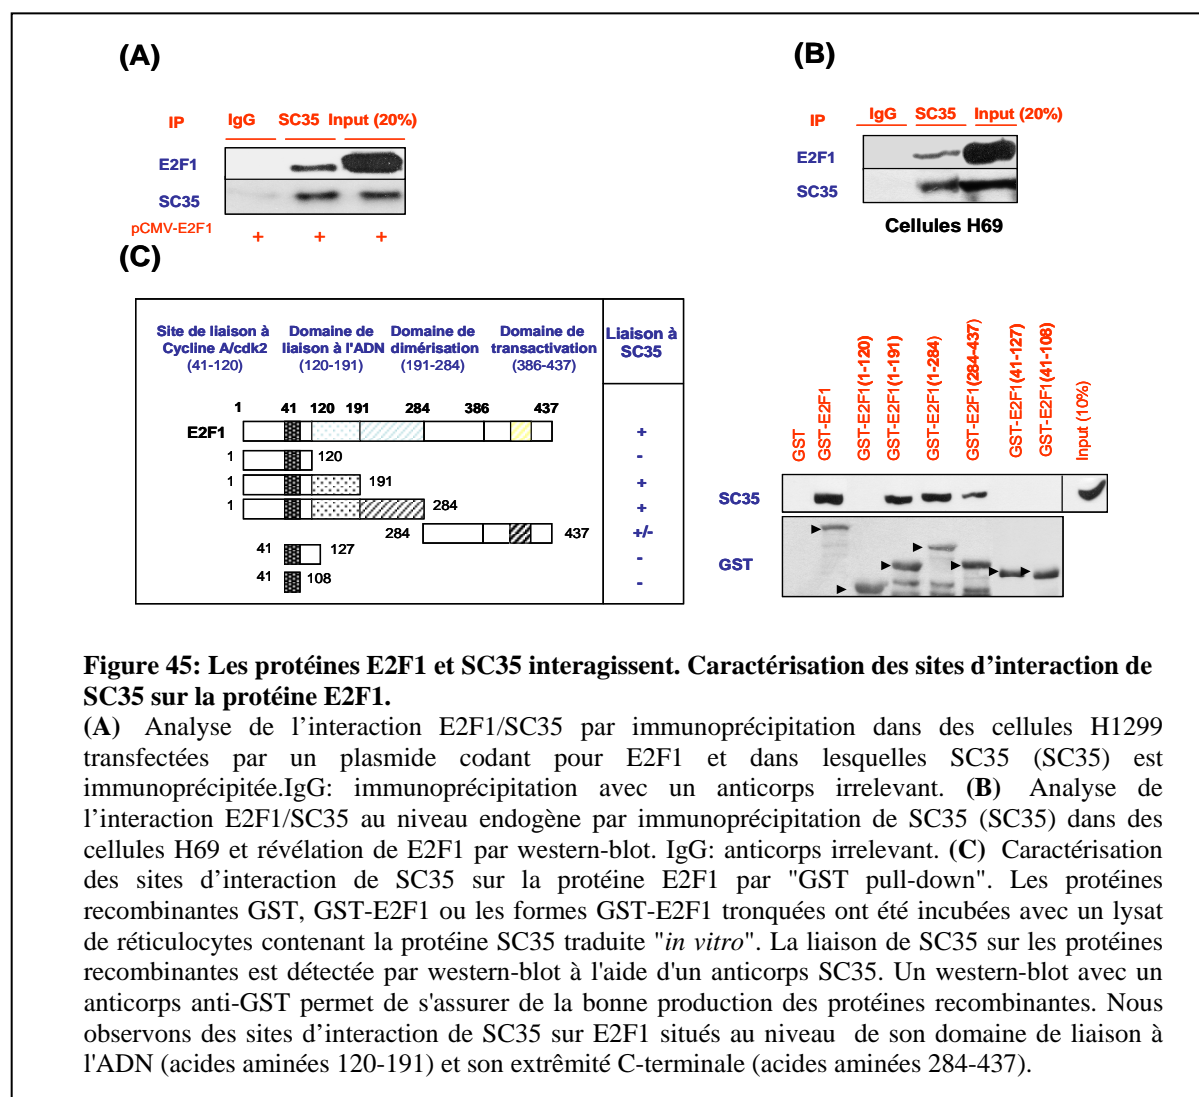 (A)
IP IgG SC35 Input (20%)
E2F1
SC35
pCMV-E2F1 + + +
(B)
IP IgG SC35 Input (20%)
E2F1
SC35
Cellules H69
(C)
Site de liaison à Domaine de Domaine de Domaine de Liaison à
Cyclin A/cdk2 liaison à l'ADN dimérisation transactivation SC35
(41-120) (120-191) (191-284) (386-437)
1 41 120 191 284 386 437
E2F1 +
1 120 -
1 191 +
1 284 +
284 437 +/-
41 127 -
41 108 -
GST
GST-E2F1
GST-E2F1(1-120)
GST-E2F1(1-191)
GST-E2F1(1-284)
GST-E2F1(284-437)
GST-E2F1(41-127)
GST-E2F1(41-108)
Input (10%)
SC35
GST
Figure 45: Les protéines E2F1 et SC35 interagissent. Caractérisation des sites d'interaction de
SC35 sur la protéine E2F1.
(A) Analyse de l'interaction E2F1/SC35 par immunoprécipitation dans des cellules H1299
transfectées par un plasmide codant pour E2F1 et dans lesquelles SC35 (SC35) est
immunoprécipitée.IgG: immunoprécipitation avec un anticorps irrelevant. (B) Analyse de
l'interaction E2F1/SC35 au niveau endogène par immunoprécipitation de SC35 (SC35) dans des
cellules H69 et révélation de E2F1 par western-blot. IgG: anticorps irrelevant. (C) Caractérisation
des sites d'interaction de SC35 sur la protéine E2F1 par "GST pull-down". Les protéines
recombinantes GST, GST-E2F1 ou les formes GST-E2F1 tronquées ont été incubées avec un lysat
de réticulocytes contenant la protéine SC35 traduite "in vitro". La liaison de SC35 sur les protéines
recombinantes est détectée par western-blot à l'aide d'un anticorps SC35. Un western-blot avec un
anticorps anti-GST permet de s'assurer de la bonne production des protéines recombinantes. Nous
observons des sites d'interaction de SC35 sur E2F1 situés au niveau de son domaine de liaison à
l'ADN (acides aminées 120-191) et son extrêmité C-terminale (acides aminées 284-437).